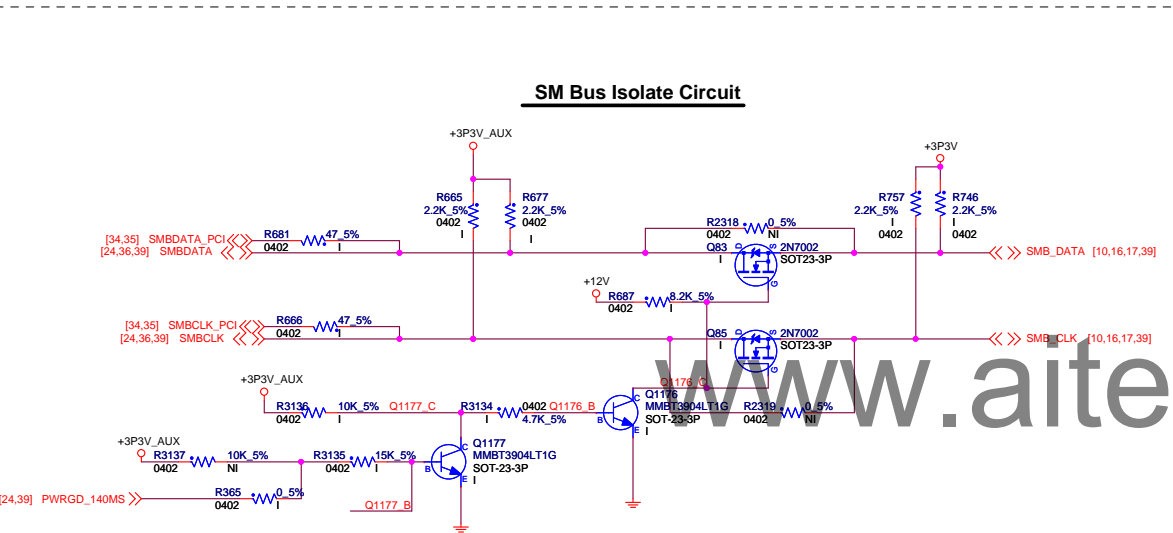 SM Bus Isolate Circuit
+3P3V_AUX
+3P3V
R665
2.2K_5%
0402
I
R677
2.2K_5%
0402
I
R757
2.2K_5%
I
0402
R746
2.2K_5%
I
0402
[34,35] SMBDATA_PCI
R681
47_5%
0402
I
[24,36,39] SMBDATA
R2318
0_5%
0402
NI
Q83
I
D
S
G
2N7002
SOT23-3P
SMB_DATA [10,16,17,39]
+12V
R687
8.2K_5%
0402
I
[34,35] SMBCLK_PCI
R666
47_5%
0402
I
[24,36,39] SMBCLK
Q85
I
D
S
G
2N7002
SOT23-3P
SMB_CLK [10,16,17,39]
www.aite
+3P3V_AUX
R3136
10K_5%
0402
I
Q1177_C
R3134
0402
I
4.7K_5%
Q1176_B
Q1176_C
Q1176
MMBT3904LT1G
SOT-23-3P
I
B
C
E
R2319
0_5%
0402
NI
+3P3V_AUX
R3137
10K_5%
0402
NI
R3135
15K_5%
0402
I
Q1177
MMBT3904LT1G
SOT-23-3P
I
B
C
E
[24,39] PWRGD_140MS
R365
0_5%
0402
I
Q1177_B